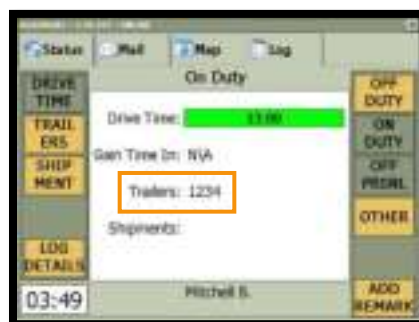 Status Mail Map Log
On Duty
DRIVE TIME
TRAIL ERS
SHIP MENT
LOG DETAILS
Drive Time: 11:00
Gain Time In: N\A
Trailers: 1234
Shipments:
OFF DUTY
ON DUTY
OFF PRSNL
OTHER
ADD REMARK
03:49
Mitchell B.